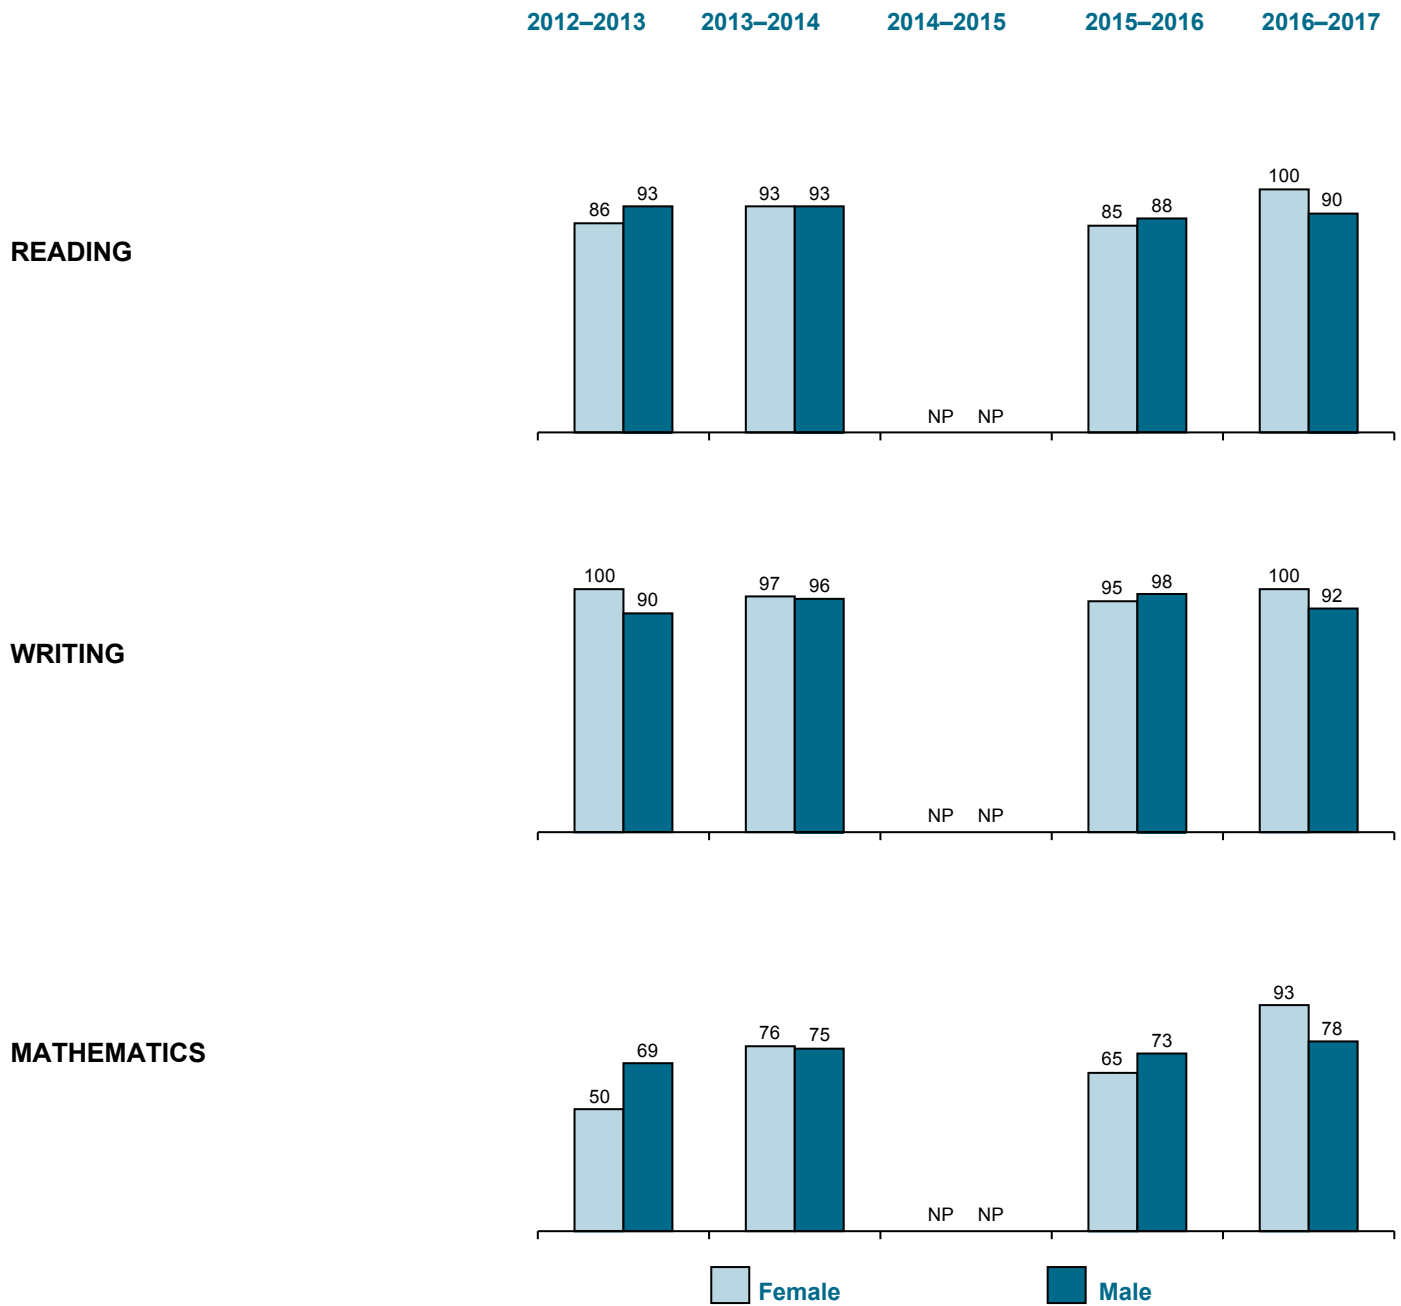 2012–2013 2013–2014 2014–2015 2015–2016 2016–2017
READING
86 93 93 93 NP NP 85 88 100 90
WRITING
100 90 97 96 NP NP 95 98 100 92
MATHEMATICS
50 69 76 75 NP NP 65 73 93 78
Female Male